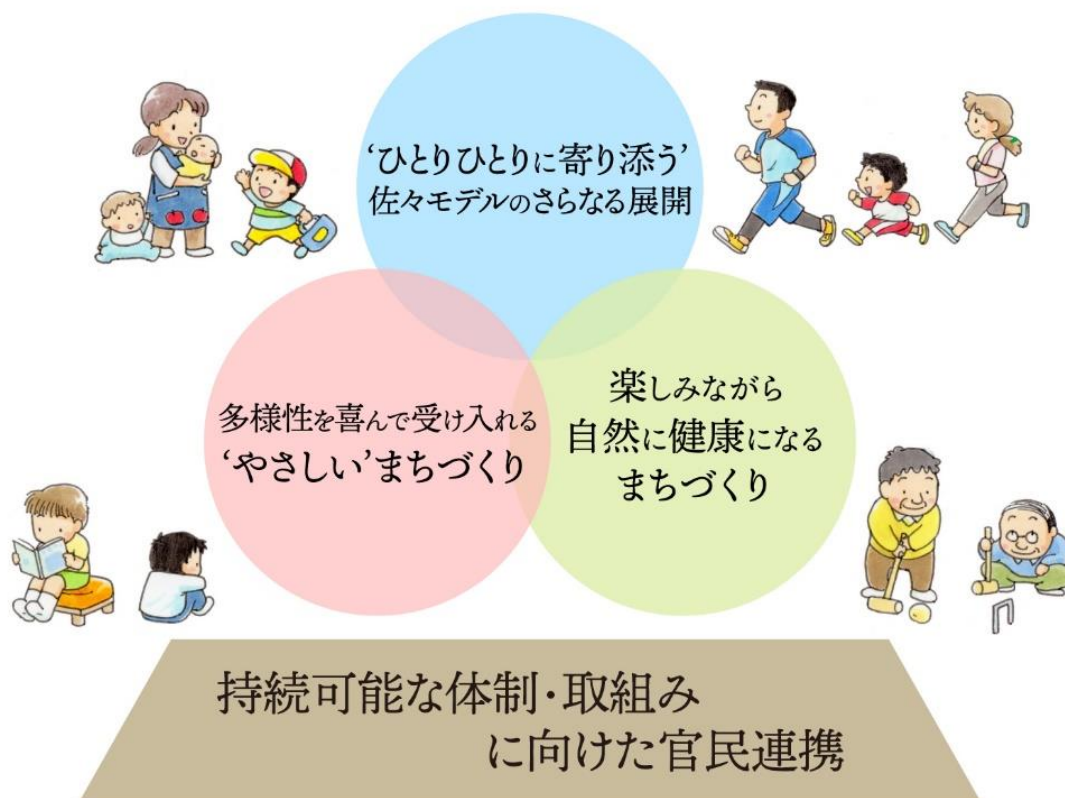 ‘ひとりひとりに寄り添う’
佐々モデルのさらなる展開
多様性を喜んで受け入れる
‘やさしい’まちづくり
楽しみながら
自然に健康になる
まちづくり
持続可能な体制・取組み
に向けた官民連携